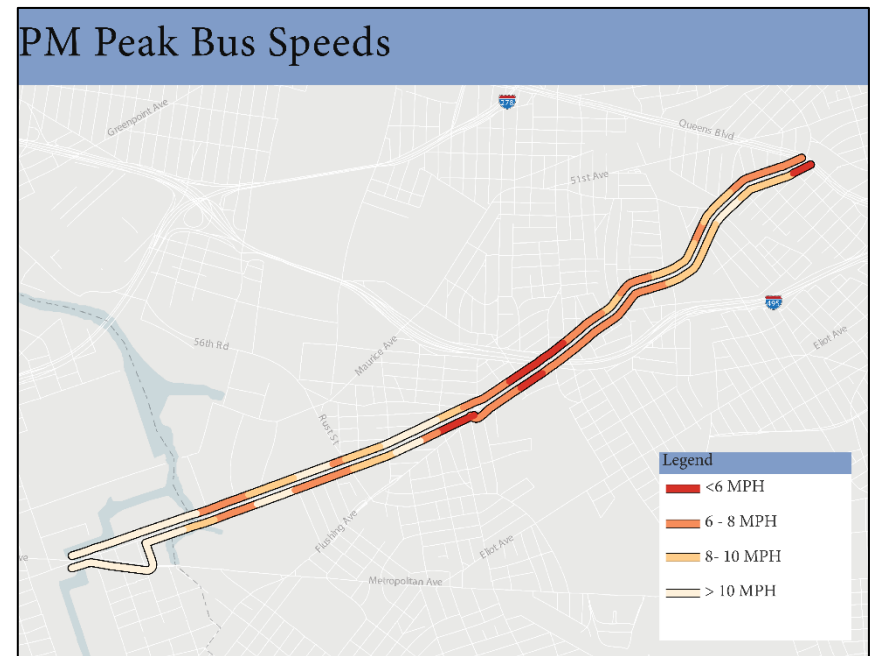 PM Peak Bus Speeds
278
Greenpoint Ave
Queens Blvd
51st Ave
495
Eliot Ave
56th Rd
Maurice Ave
Rust St
Flushing Ave
Eliot Ave
ve
Metropolitan Ave
Legend
<6 MPH
6 - 8 MPH
8- 10 MPH
> 10 MPH